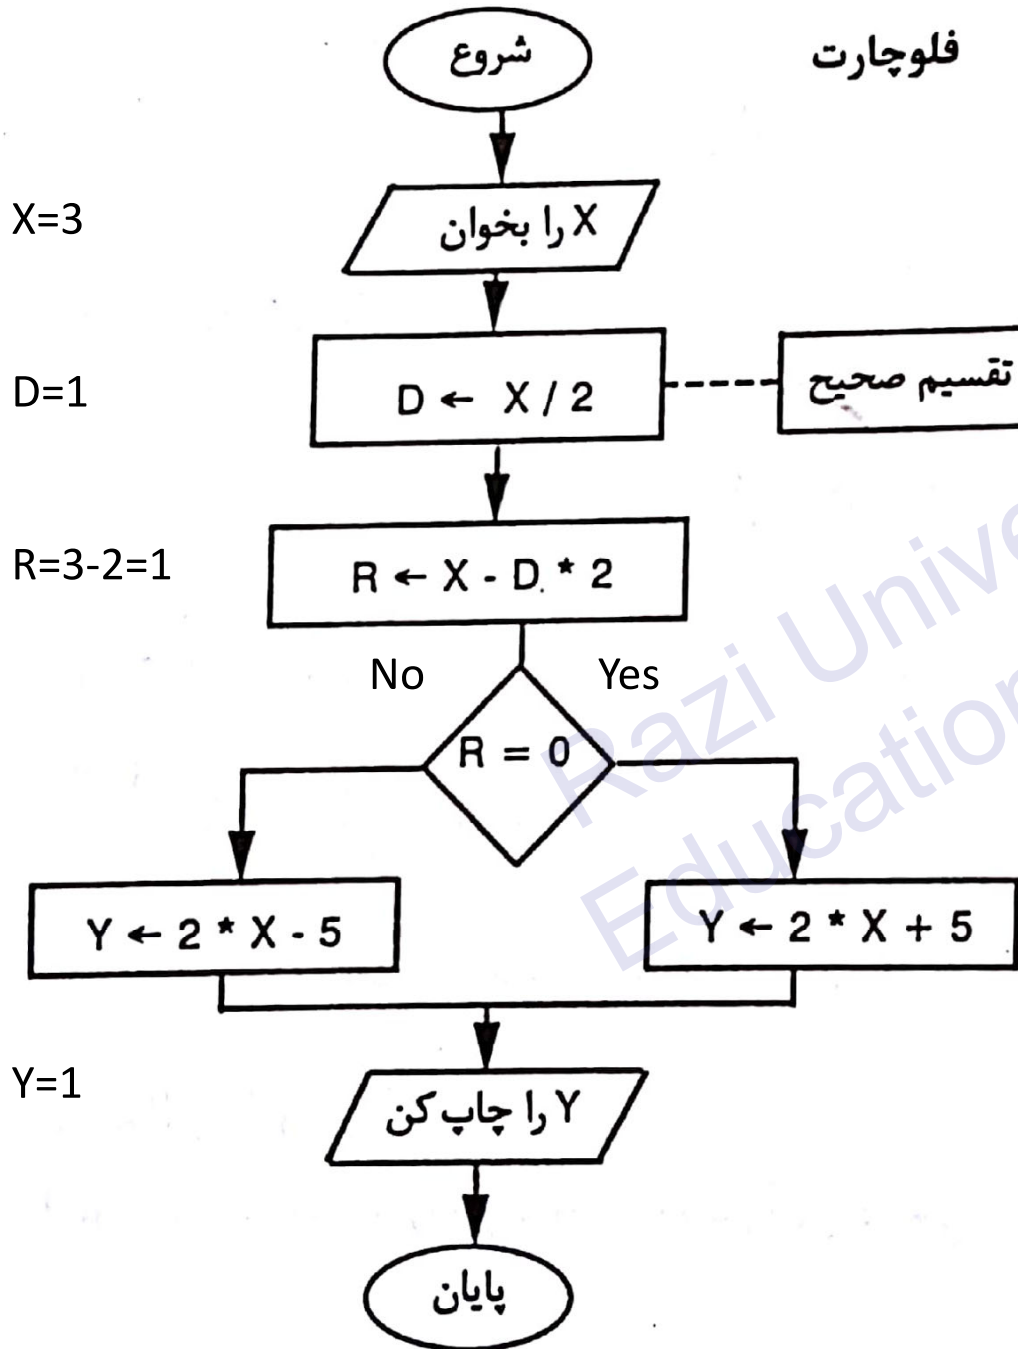 فلوچارت
شروع
X=3
X را بخوان
D=1
D ← X / 2
تقسیم صحیح
R=3-2=1
R ← X - D. * 2
No
Yes
R = 0
Y ← 2 * X - 5
Y ← 2 * X + 5
Y=1
Y را چاپ کن
پایان
Razi Unive
Education